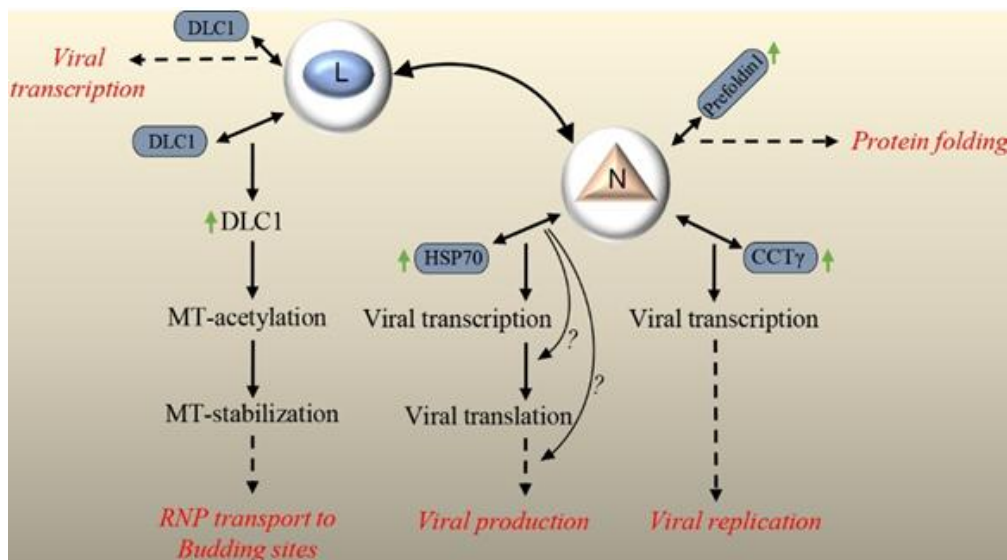 DLC1
L
Viral
transcription
Prefoldin1
DLC1
Protein folding
N
DLC1
HSP70
CCTγ
MT-acetylation
Viral transcription
Viral transcription
?
?
MT-stabilization
Viral translation
RNP transport to
Budding sites
Viral production
Viral replication